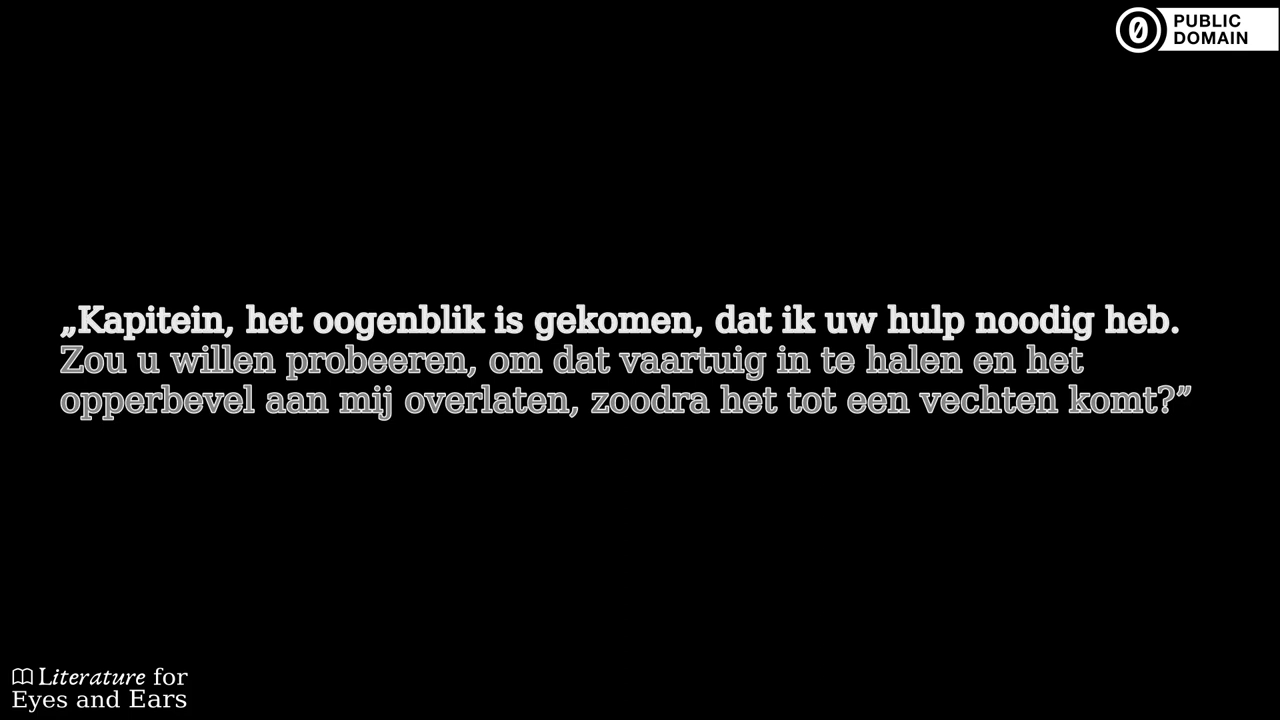 PUBLIC
DOMAIN
„Kapitein, het oogenblik is gekomen, dat ik uw hulp noodig heb.
Zou u willen probeeren, om dat vaartuig in te halen en het
opperbevel aan mij overlaten, zoodra het tot een vechten komt?”
Literature for
Eyes and Ears